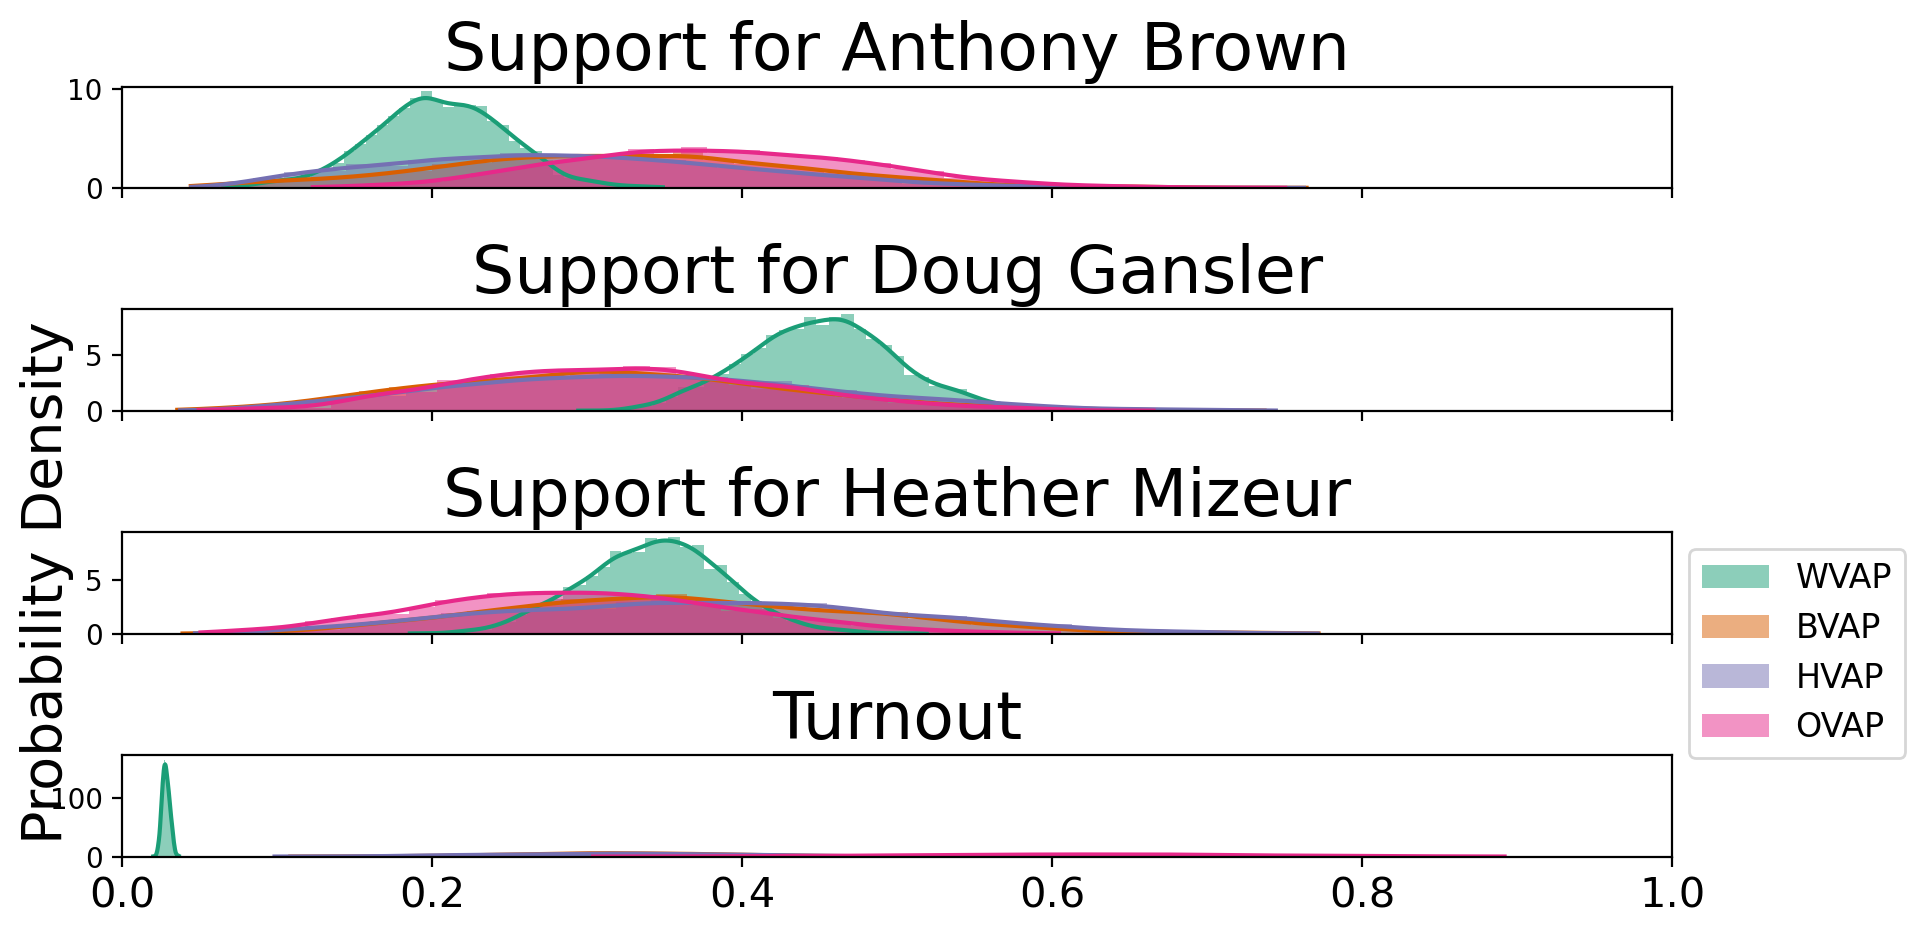 Support for Anthony Brown
10
0
Support for Doug Gansler
5
0
Support for Heather Mizeur
5
0
Turnout
100
0
0.0 0.2 0.4 0.6 0.8 1.0
Probability Density
WVAP
BVAP
HVAP
OVAP